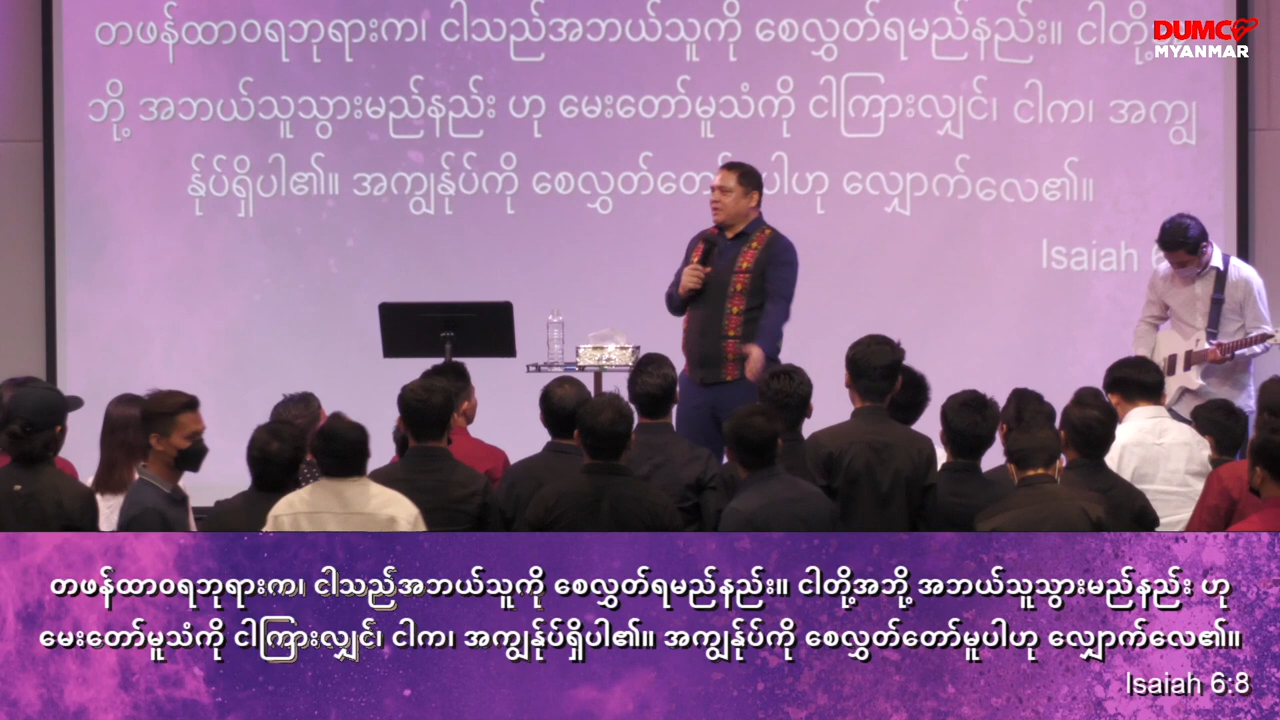 DUMC
MYANMAR
တဖန်ထာဝရဘုရားက၊ ငါသည်အဘယ်သူကို စေလွှတ်ရမည်နည်း။ ငါတို့အ
ဘို့ အဘယ်သူသွားမည်နည်း ဟု မေးတော်မူသံကို ငါကြားလျှင်၊ ငါက၊ အကျွ
န်ုပ်ရှိပါ၏။ အကျွန်ုပ်ကို စေလွှတ်တော် ပါဟု လျှောက်လေ၏။
Isaiah 6
တဖန်ထာဝရဘုရားက၊ ငါသည်အဘယ်သူကို စေလွှတ်ရမည်နည်း။ ငါတို့အဘို့ အဘယ်သူသွားမည်နည်း ဟု
မေးတော်မူသံကို ငါကြားလျှင်၊ ငါက၊ အကျွန်ုပ်ရှိပါ၏။ အကျွန်ုပ်ကို စေလွှတ်တော်မူပါဟု လျှောက်လေ၏။
Isaiah 6:8